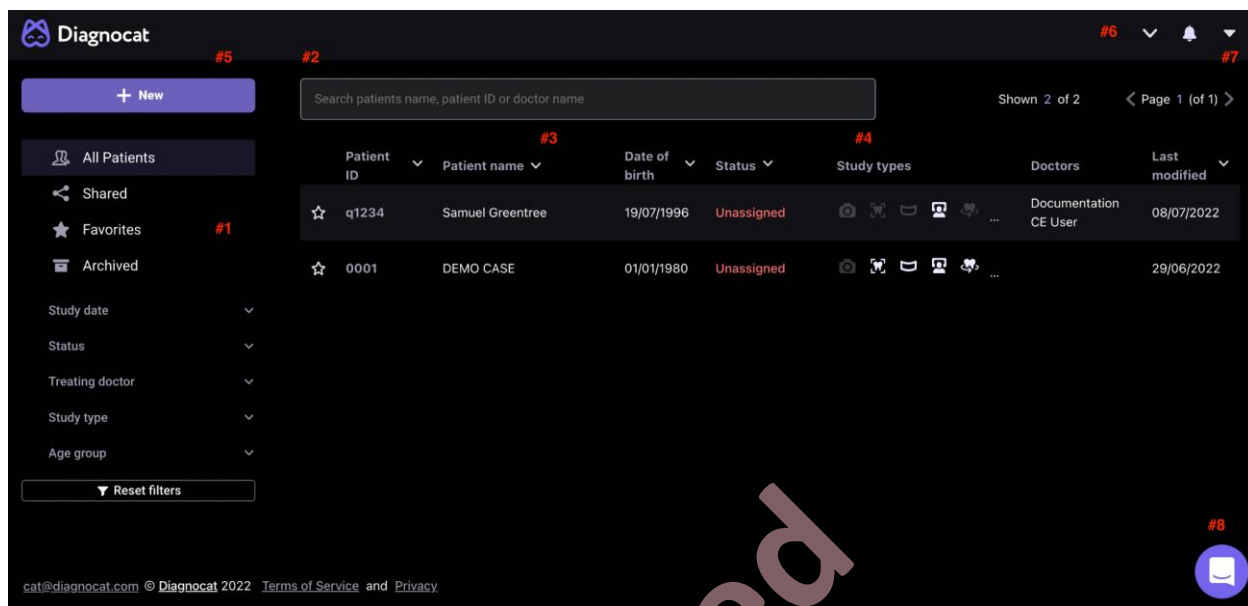 Diagnocat
#6
#5
#2
#7
New
Search patients name, patient ID or doctor name
Shown 2 of 2
Page 1 (of 1)
#3
#4
All Patients
Shared
Favorites
#1
Archived
Study date
Status
Treating doctor
Study type
Age group
Reset filters
Patient ID
Patient name
Date of birth
Status
Study types
Doctors
Last modified
q1234 Samuel Greentree 19/07/1996 Unassigned ... Documentation CE User 08/07/2022
0001 DEMO CASE 01/01/1980 Unassigned ... 29/06/2022
#8
cat@diagnocat.com © Diagnocat 2022 Terms of Service and Privacy
ed